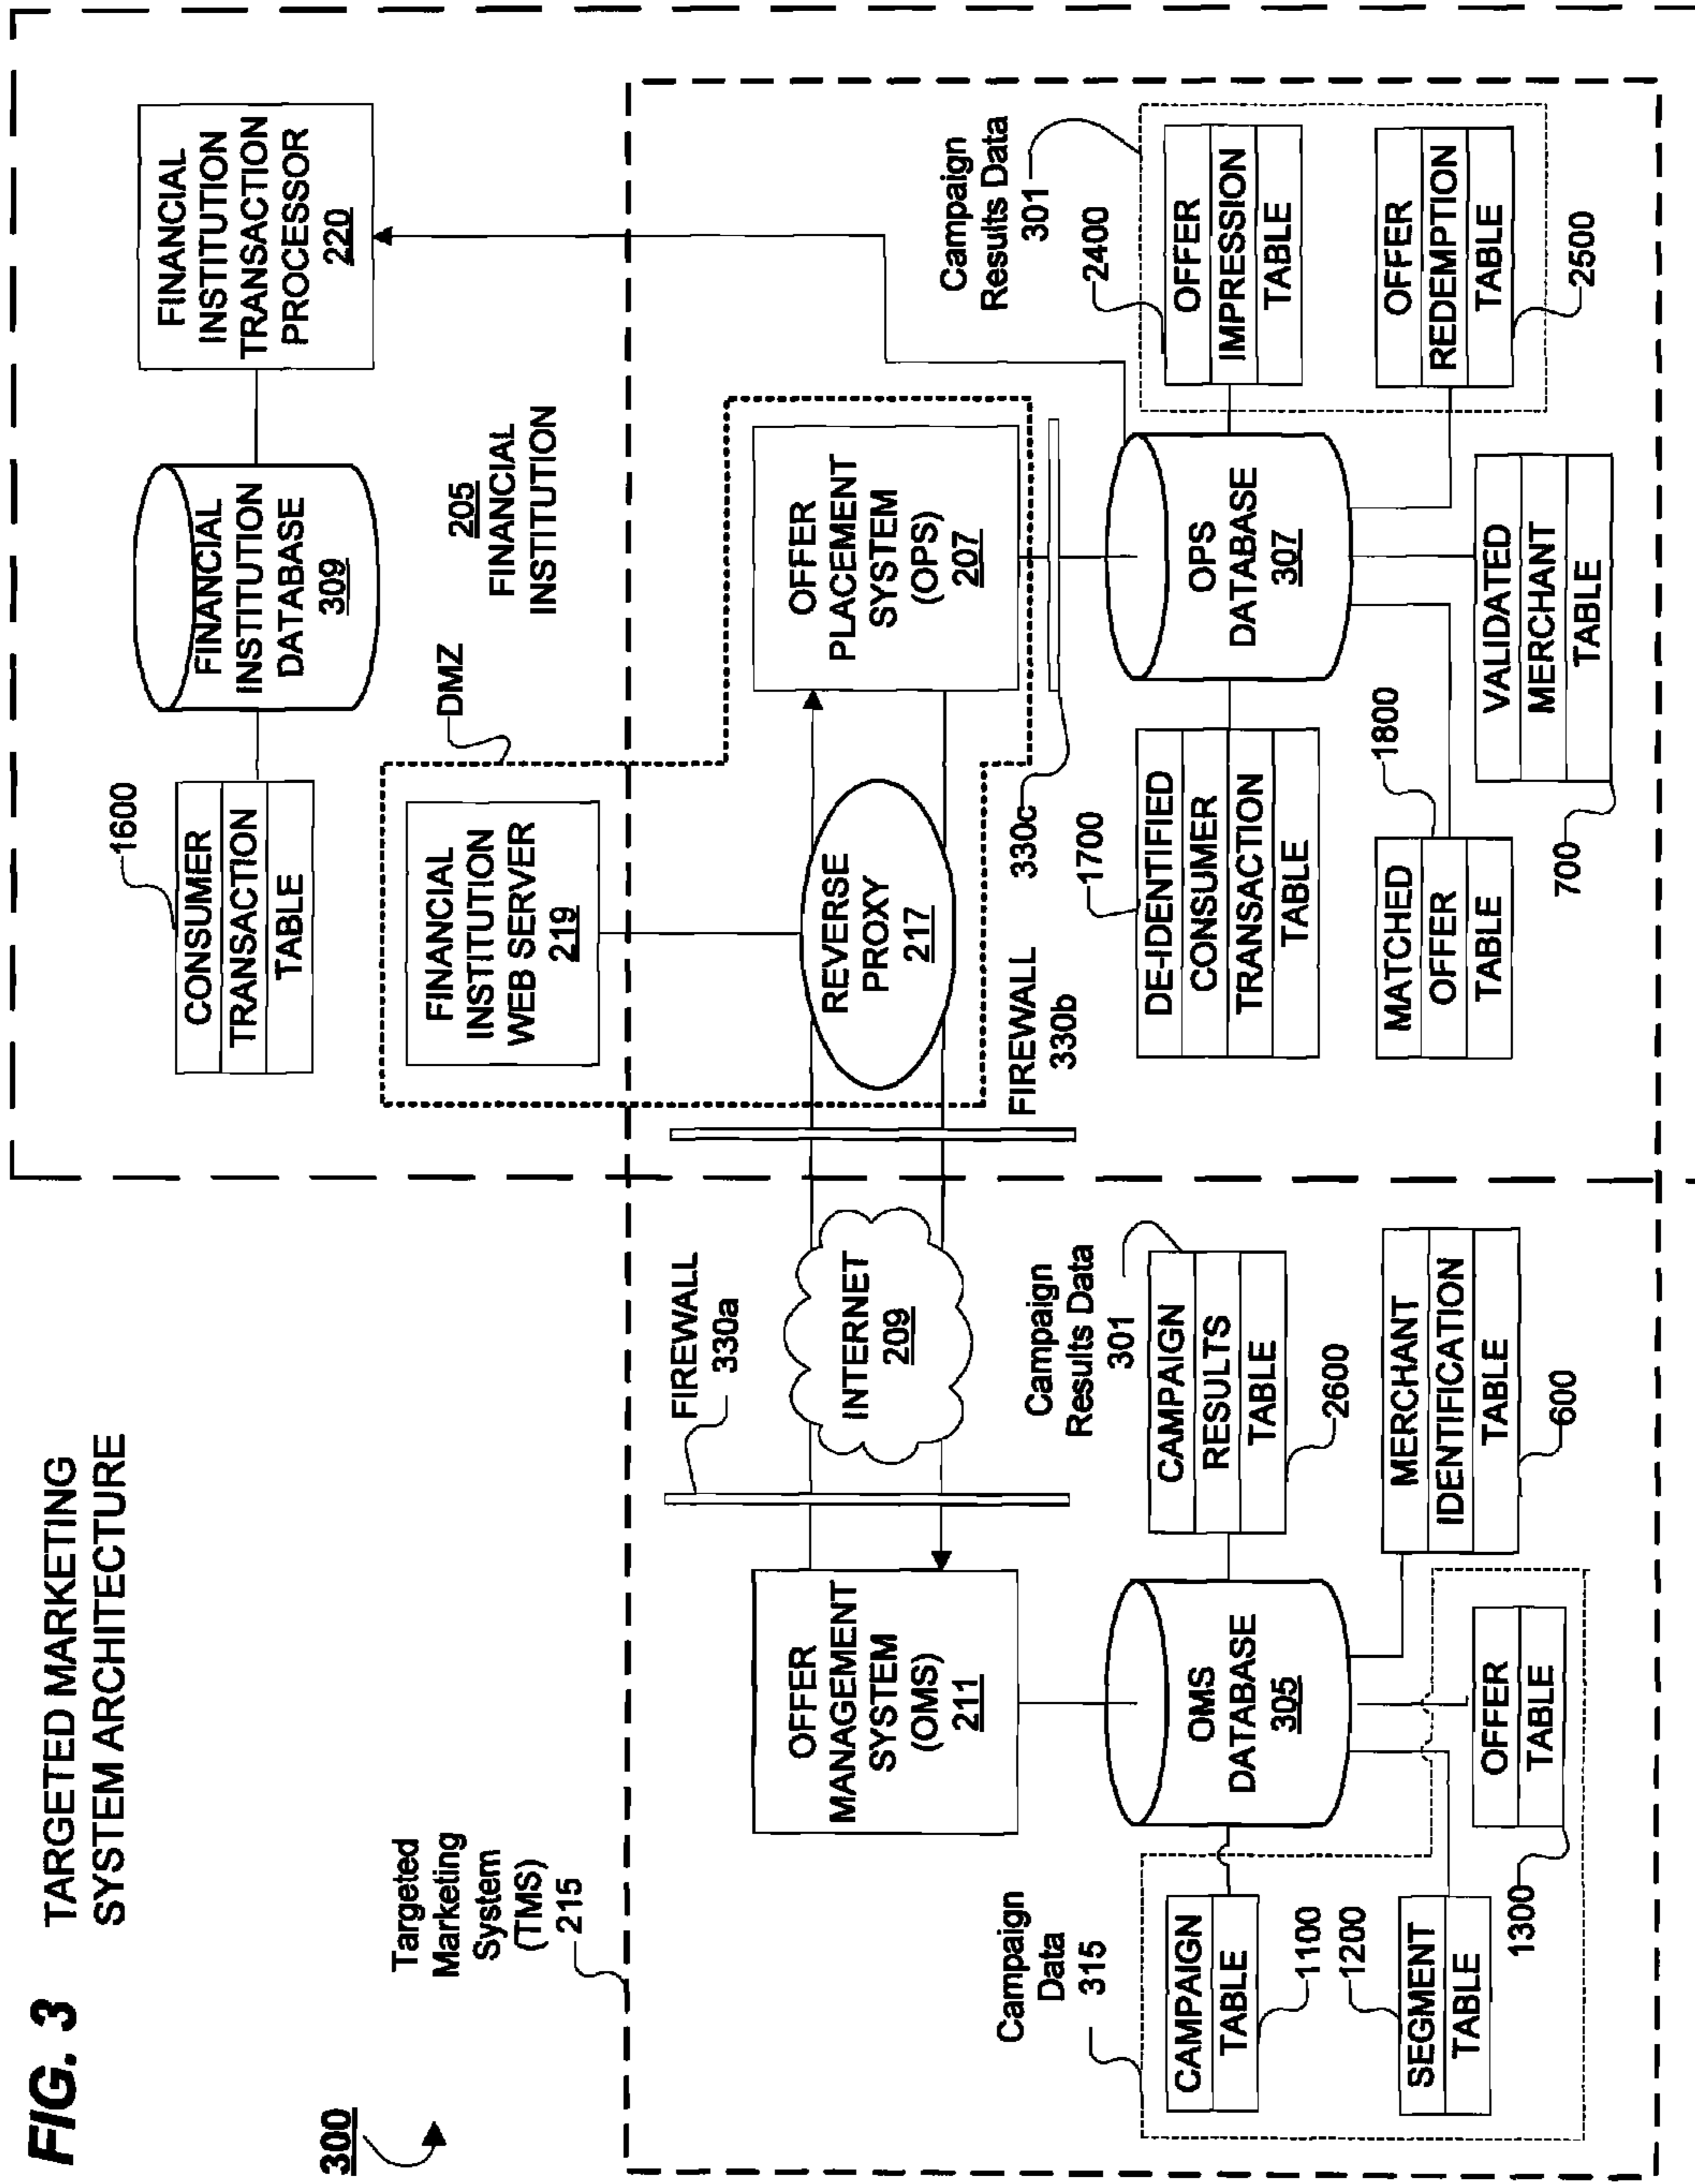 FIG. 3
TARGETED MARKETING
SYSTEM ARCHITECTURE
300
Targeted
Marketing
System
(TMS)
215
1600
CONSUMER
TRANSACTION
TABLE
FINANCIAL
INSTITUTION
DATABASE
309
FINANCIAL
INSTITUTION
TRANSACTION
PROCESSOR
220
DMZ
205
FINANCIAL
INSTITUTION
FINANCIAL
INSTITUTION
WEB SERVER
219
FIREWALL
330a
OFFER
MANAGEMENT
SYSTEM
(OMS)
211
INTERNET
209
REVERSE
PROXY
217
OFFER
PLACEMENT
SYSTEM
(OPS)
207
FIREWALL
330b
330c
Campaign
Data
315
CAMPAIGN
TABLE
1100
1200
SEGMENT
TABLE
OMS
DATABASE
305
1300
OFFER
TABLE
Campaign
Results Data
301
CAMPAIGN
RESULTS
TABLE
2600
MERCHANT
IDENTIFICATION
TABLE
600
1700
DE-IDENTIFIED
CONSUMER
TRANSACTION
TABLE
1800
MATCHED
OFFER
TABLE
OPS
DATABASE
307
700
VALIDATED
MERCHANT
TABLE
Campaign
Results Data
301
2400
OFFER
IMPRESSION
TABLE
OFFER
REDEMPTION
TABLE
2500